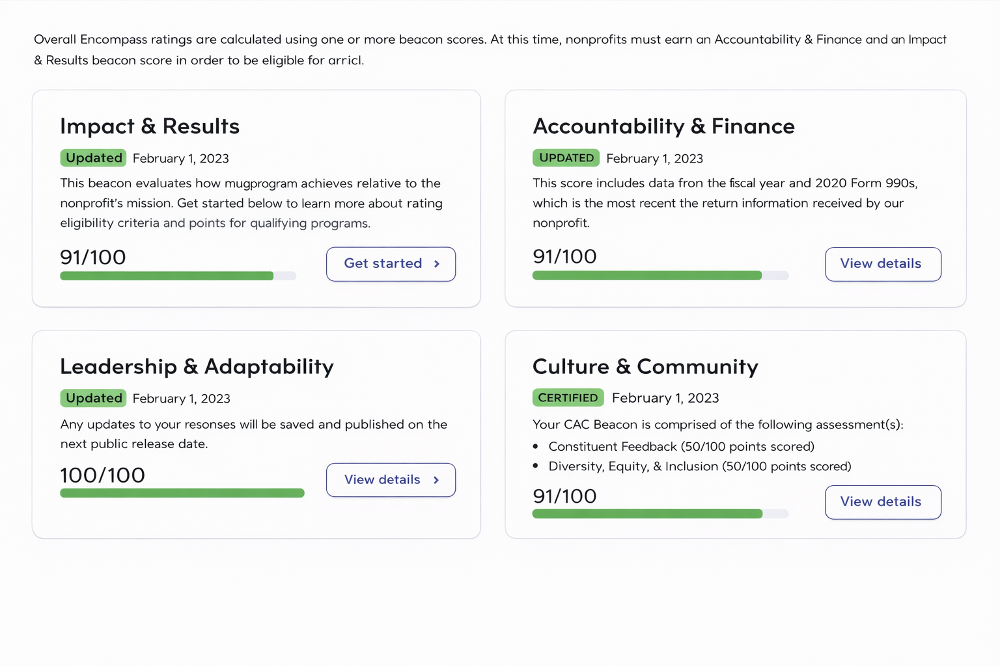 Overall Encompass ratings are calculated using one or more beacon scores. At this time, nonprofits must earn an Accountability & Finance and an Impact
& Results beacon score in order to be eligible for arricl.
Impact & Results
Updated February 1, 2023
This beacon evaluates how mugprogram achieves relative to the
nonprofit's mission. Get started below to learn more about rating
eligibility criteria and points for qualifying programs.
91/100
Get started ›
Accountability & Finance
UPDATED February 1, 2023
This score includes data fron the fiscal year and 2020 Form 990s,
which is the most recent the return information received by our
nonprofit.
91/100
View details
Leadership & Adaptability
Updated February 1, 2023
Any updates to your resonses will be saved and published on the
next public release date.
100/100
View details ›
Culture & Community
CERTIFIED February 1, 2023
Your CAC Beacon is comprised of the following assessment(s):
• Constituent Feedback (50/100 points scored)
• Diversity, Equity, & Inclusion (50/100 points scored)
91/100
View details